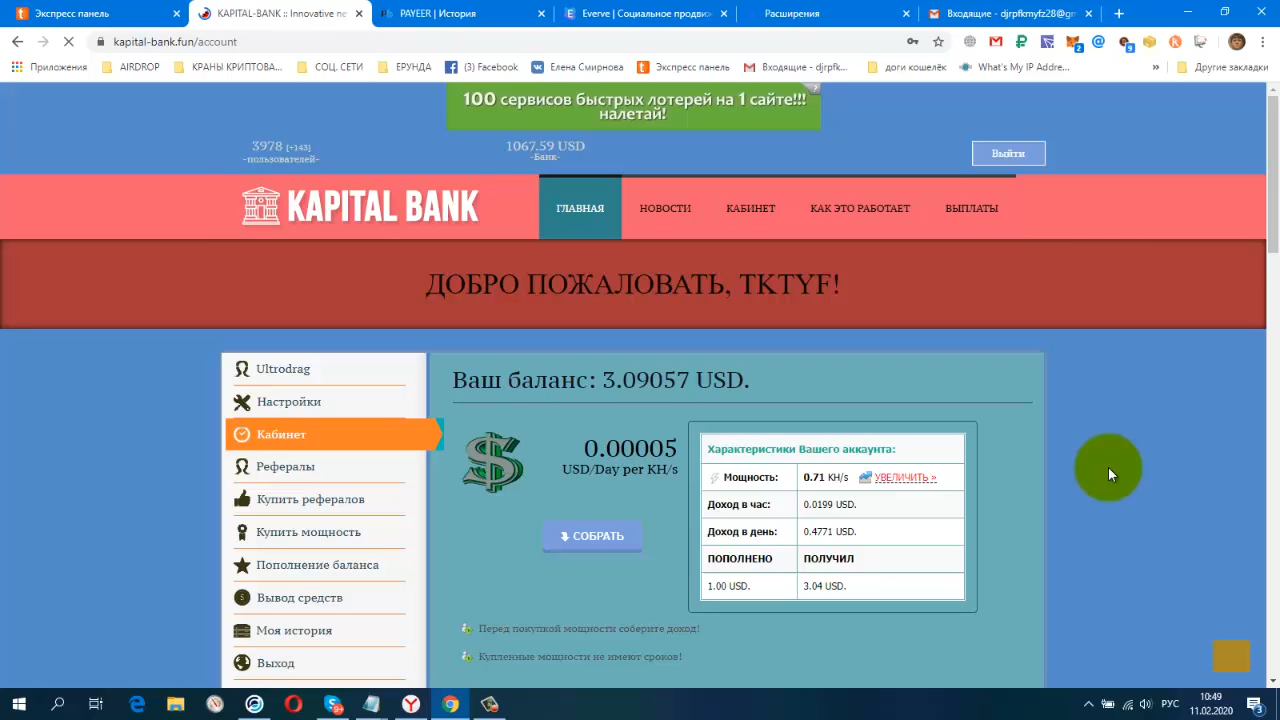 Экспресс панель
KAPITAL-BANK :: Innovative ne
PAYEER | История
Everve | Социальное продви:
Расширения
Входящие - djrpfkmyfz28@gm
kapital-bank.fun/account
Приложения
AIRDROP
КРАНЫ КРИПТОВА...
СОЦ. СЕТИ
ЕРУНДА
(3) Facebook
Елена Смирнова
Экспресс панель
Входящие - djrpfk...
доги кошелёк
What's My IP Addre...
»
Другие закладки
100 сервисов быстрых лотерей на 1 сайте!!!
налетай!
3978 [+143]
-пользователей-
1067.59 USD
-Банк-
Выйти
KAPITAL BANK
ГЛАВНАЯ
НОВОСТИ
КАБИНЕТ
КАК ЭТО РАБОТАЕТ
ВЫПЛАТЫ
ДОБРО ПОЖАЛОВАТЬ, TKTYF!
Ultrodrag
Настройки
Кабинет
Рефералы
Купить рефералов
Купить мощность
Пополнение баланса
Вывод средств
Моя история
Выход
Ваш баланс: 3.09057 USD.
0.00005
USD/Day per KH/s
СОБРАТЬ
Характеристики Вашего аккаунта:
Мощность: 0.71 KH/s УВЕЛИЧИТЬ »
Доход в час: 0.0199 USD.
Доход в день: 0.4771 USD.
ПОПОЛНЕНО ПОЛУЧИЛ
1.00 USD. 3.04 USD.
Перед покупкой мощности соберите доход!
Купленные мощности не имеют сроков!
РУС
10:49
11.02.2020